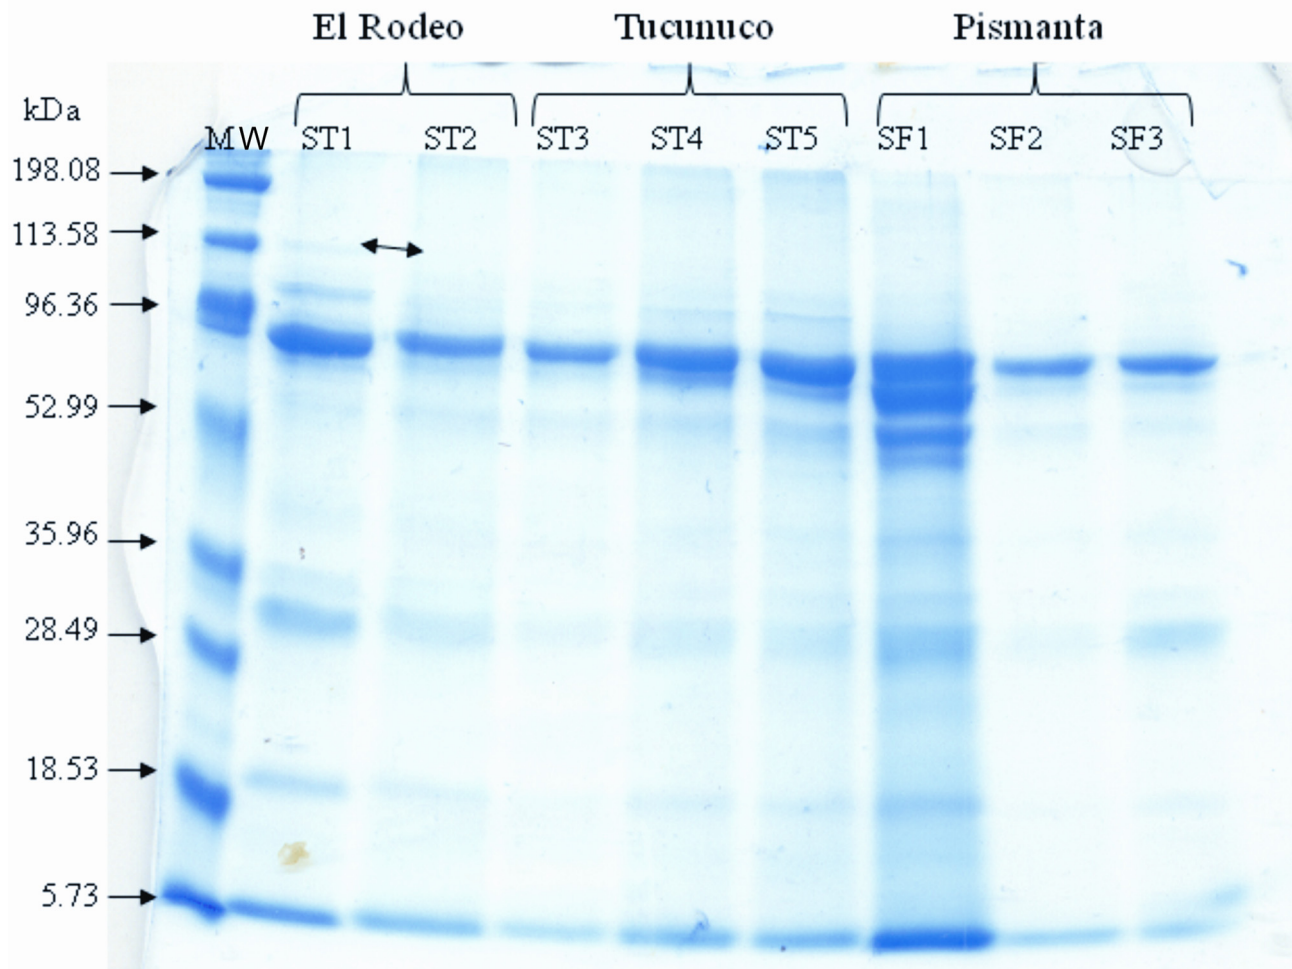 El Rodeo Tucunuco Pismanta
kDa
MW ST1 ST2 ST3 ST4 ST5 SF1 SF2 SF3
198.08
113.58
96.36
52.99
35.96
28.49
18.53
5.73